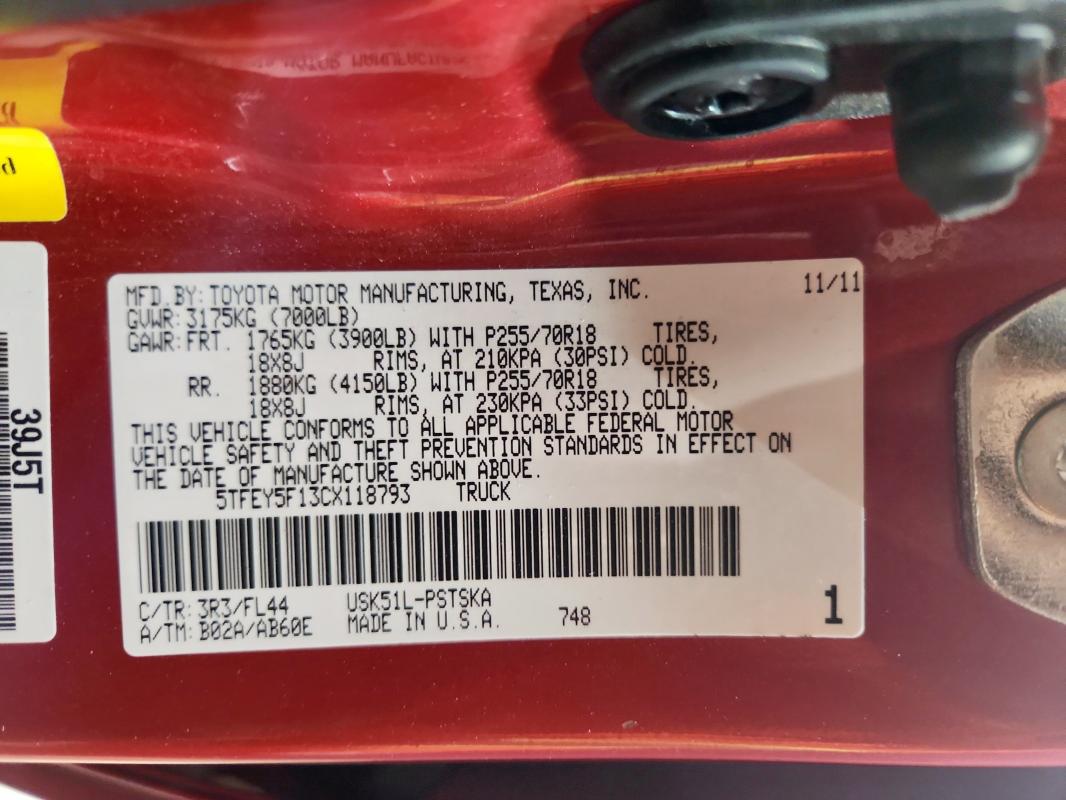 MFD. BY: TOYOTA MOTOR MANUFACTURING, TEXAS, INC. 11/11
GVWR: 3175KG (7000LB)
GAWR: FRT. 1765KG (3900LB) WITH P255/70R18 TIRES,
18X8J RIMS, AT 210KPA (30PSI) COLD.
RR. 1880KG (4150LB) WITH P255/70R18 TIRES,
18X8J RIMS, AT 230KPA (33PSI) COLD.
THIS VEHICLE CONFORMS TO ALL APPLICABLE FEDERAL MOTOR
VEHICLE SAFETY AND THEFT PREVENTION STANDARDS IN EFFECT ON
THE DATE OF MANUFACTURE SHOWN ABOVE.
5TFEY5F13CX118793 TRUCK
C/TR: 3R3/FL44 USK51L-PSTSKA
A/TM: B02A/AB60E MADE IN U.S.A. 748 1
39J5T